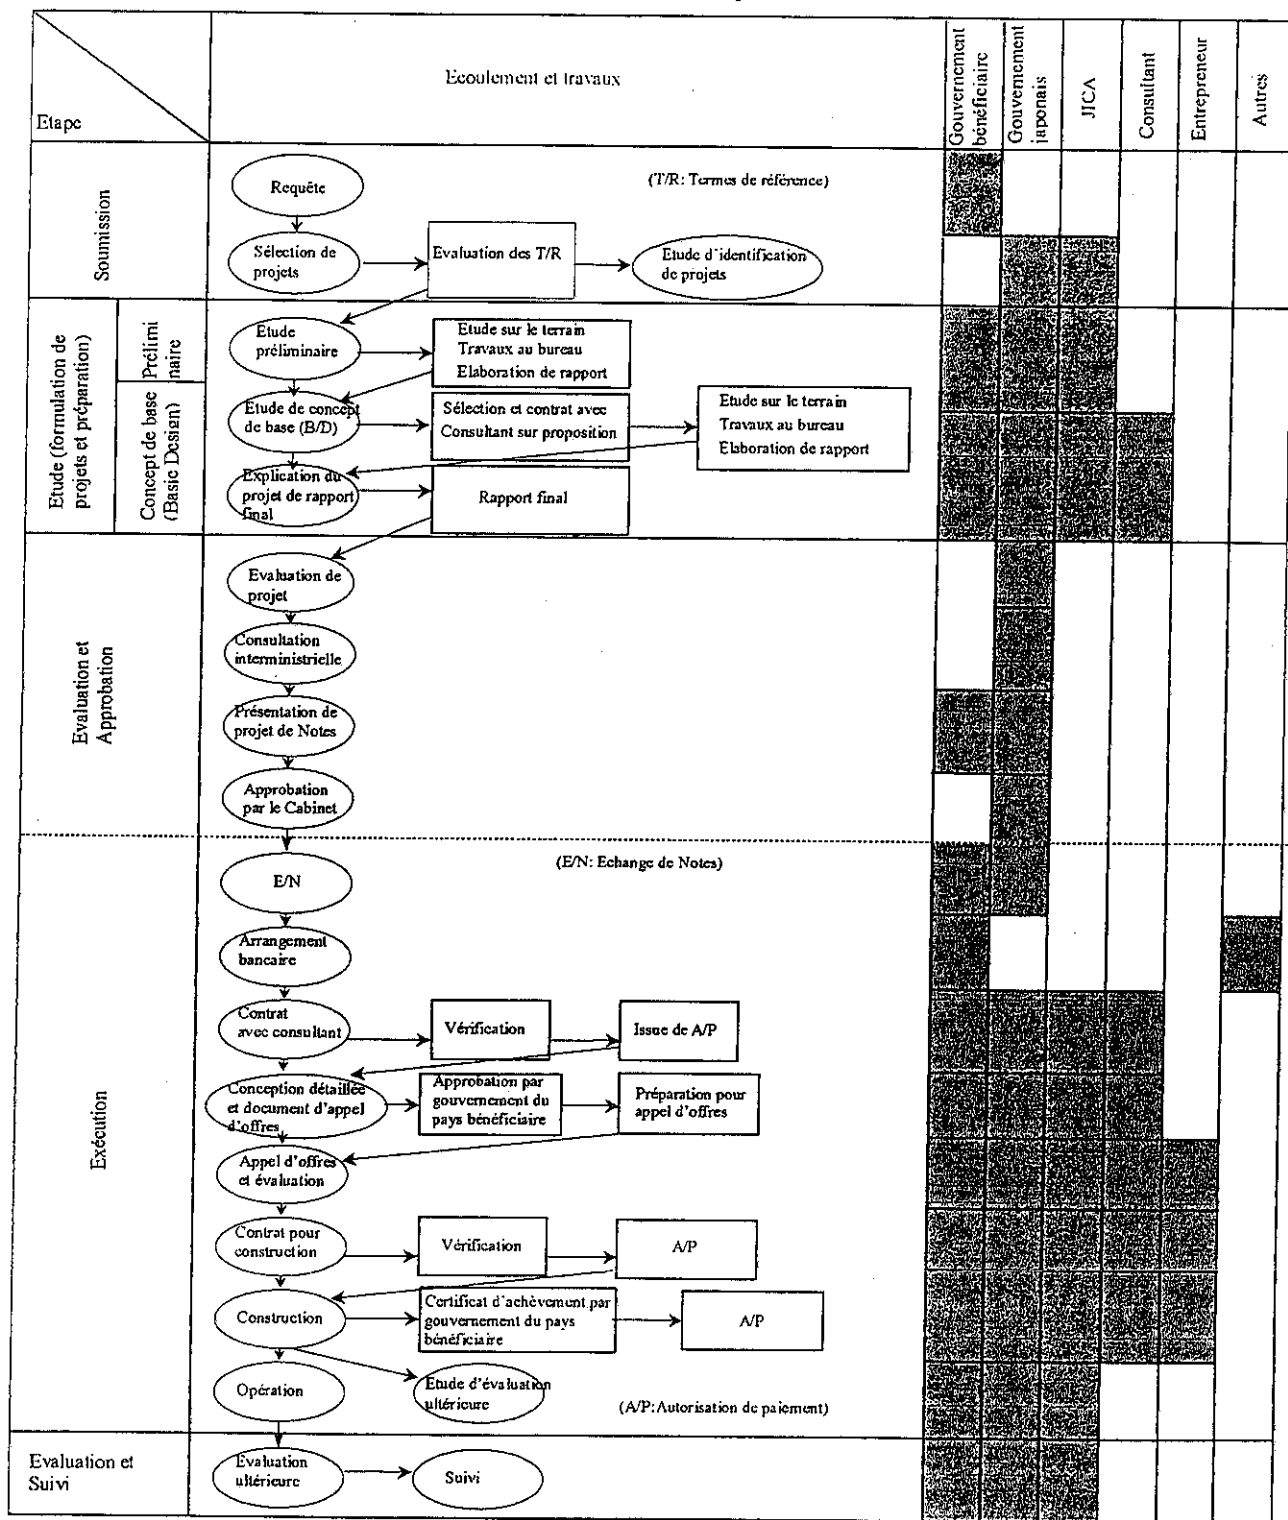 Ecoulement et travaux
Gouvernement
bénéficiaire
Gouvernement
japonais
JICA
Consultant
Entrepreneur
Autres
Etape
Soumission
Requête
(T/R: Termes de référence)
Sélection de
projets
Evaluation des T/R
Etude d'identification
de projets
Etude (formulation de
projets et préparation)
Prélimi
naire
Etude
préliminaire
Etude sur le terrain
Travaux au bureau
Elaboration de rapport
Concept de base
(Basic Design)
Etude de concept
de base (B/D)
Sélection et contrat avec
Consultant sur proposition
Etude sur le terrain
Travaux au bureau
Elaboration de rapport
Explication du
projet de rapport
final
Rapport final
Evaluation et
Approbation
Evaluation de
projet
Consultation
interministrielle
Présentation de
projet de Notes
Approbation
par le Cabinet
Exécution
E/N
(E/N: Echange de Notes)
Arrangement
bancaire
Contrat
avec consultant
Vérification
Issue de A/P
Conception détaillée
et document d'appel
d'offres
Approbation par
gouvernement du
pays bénéficiaire
Préparation pour
appel d'offres
Appel d'offres
et évaluation
Contrat pour
construction
Vérification
A/P
Construction
Certificat d'achèvement par
gouvernement du pays
bénéficiaire
A/P
Opération
Etude d'évaluation
ultérieure
(A/P: Autorisation de paiement)
Evaluation et
Suivi
Evaluation
ultérieure
Suivi